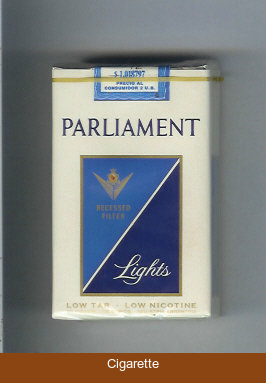 PRECIO AL
CONSUMIDOR 2 U.S.
PARLIAMENT
RECESSED
FILTER
Lights
LOW TAR - LOW NICOTINE
Cigarette